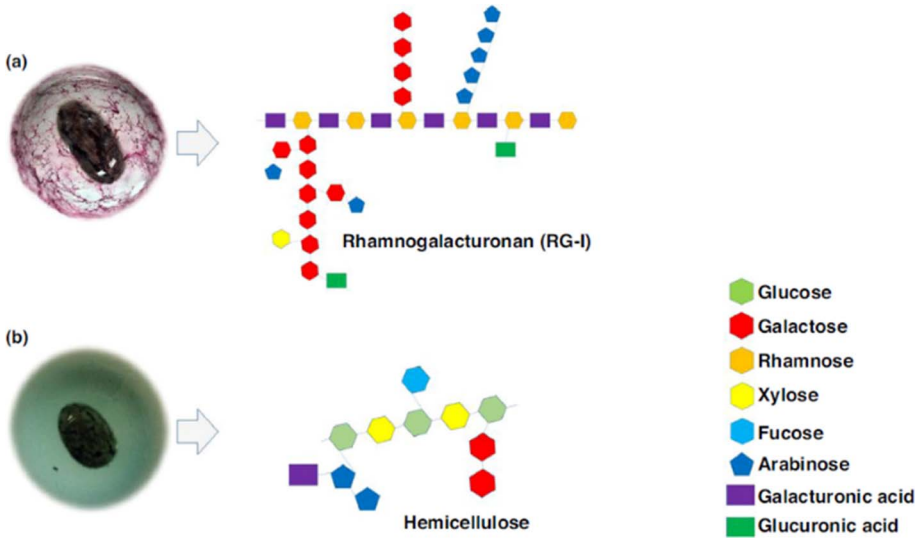 (a)
Rhamnogalacturonan (RG-I)
(b)
Hemicellulose
Glucose
Galactose
Rhamnose
Xylose
Fucose
Arabinose
Galacturonic acid
Glucuronic acid